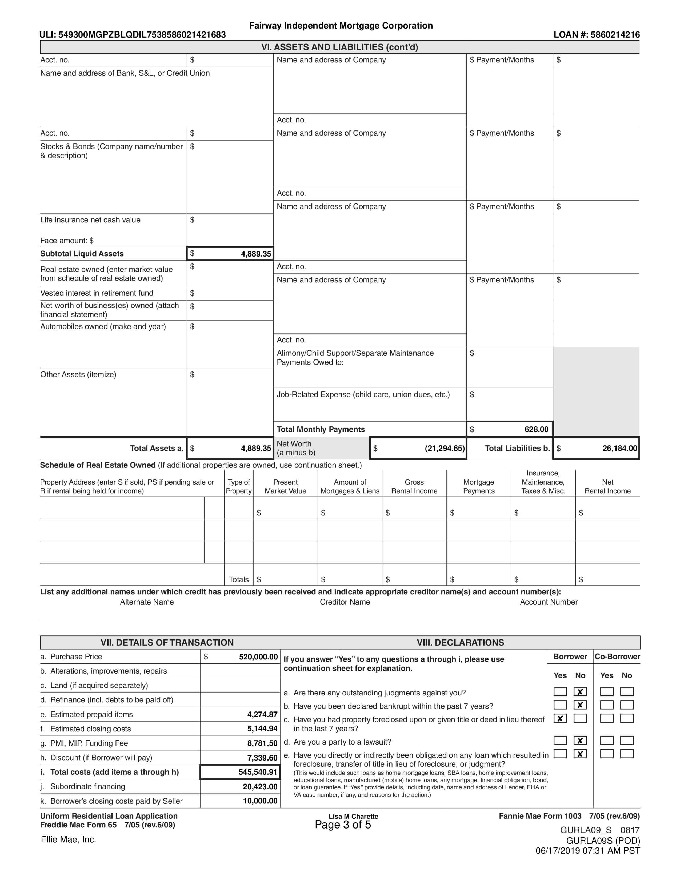 Fairway Independent Mortgage Corporation
ULI: 549300MGPZBLQDIL7538586021421683 LOAN #: 5860214216
VI. ASSETS AND LIABILITIES (cont'd)
Acct. no. $ Name and address of Company $ Payment/Months $
Name and address of Bank, S&L, or Credit Union
Acct. no.
Acct. no. $ Name and address of Company $ Payment/Months $
Stocks & Bonds (Company name/number $
& description)
Acct. no.
Name and address of Company $ Payment/Months $
Life insurance net cash value $
Face amount: $
Subtotal Liquid Assets $ 4,889.35
Real estate owned (enter market value $ Acct. no.
from schedule of real estate owned) Name and address of Company $ Payment/Months $
Vested interest in retirement fund $
Net worth of business(es) owned (attach $
financial statement)
Automobiles owned (make and year) $
Acct. no.
Alimony/Child Support/Separate Maintenance $
Payments Owed to:
Other Assets (itemize) $
Job-Related Expense (child care, union dues, etc.) $
Total Monthly Payments $ 628.00
Total Assets a. $ 4,889.35 Net Worth $ (21,294.65) Total Liabilities b. $ 26,184.00
(a minus b)
Schedule of Real Estate Owned (If additional properties are owned, use continuation sheet.)
Property Address (enter S if sold, PS if pending sale or Type of Present Amount of Gross Mortgage Insurance, Net
R if rental being held for income) Property Market Value Mortgages & Liens Rental Income Payments Maintenance, Rental Income
Taxes & Misc.
$ $ $ $ $ $
Totals $ $ $ $ $ $
List any additional names under which credit has previously been received and indicate appropriate creditor name(s) and account number(s):
Alternate Name Creditor Name Account Number
VII. DETAILS OF TRANSACTION VIII. DECLARATIONS
a. Purchase Price $ 520,000.00
b. Alterations, improvements, repairs
c. Land (if acquired separately)
d. Refinance (incl. debts to be paid off)
e. Estimated prepaid items 4,274.87
f. Estimated closing costs 5,144.94
g. PMI, MIP, Funding Fee 8,781.50
h. Discount (if Borrower will pay) 7,339.60
i. Total costs (add items a through h) 545,540.91
j. Subordinate financing 20,423.00
k. Borrower's closing costs paid by Seller 10,000.00
If you answer "Yes" to any questions a through i, please use Borrower Co-Borrower
continuation sheet for explanation. Yes No Yes No
a. Are there any outstanding judgments against you? X
b. Have you been declared bankrupt within the past 7 years? X
c. Have you had property foreclosed upon or given title or deed in lieu thereof X
in the last 7 years?
d. Are you a party to a lawsuit? X
e. Have you directly or indirectly been obligated on any loan which resulted in X
foreclosure, transfer of title in lieu of foreclosure, or judgment?
(This would include such loans as home mortgage loans, SBA loans, home improvement loans,
educational loans, manufactured (mobile) home loans, any mortgage, financial obligation, bond,
or loan guarantee. If "Yes" provide details, including date, name and address of Lender, FHA or
VA case number, if any, and reasons for the action.)
Uniform Residential Loan Application Lisa M Charette Fannie Mae Form 1003 7/05 (rev.6/09)
Freddie Mac Form 65 7/05 (rev.6/09) Page 3 of 5
GURLA09_S 0817
Ellie Mae, Inc. GURLA09S (POD)
06/17/2019 07:31 AM PST